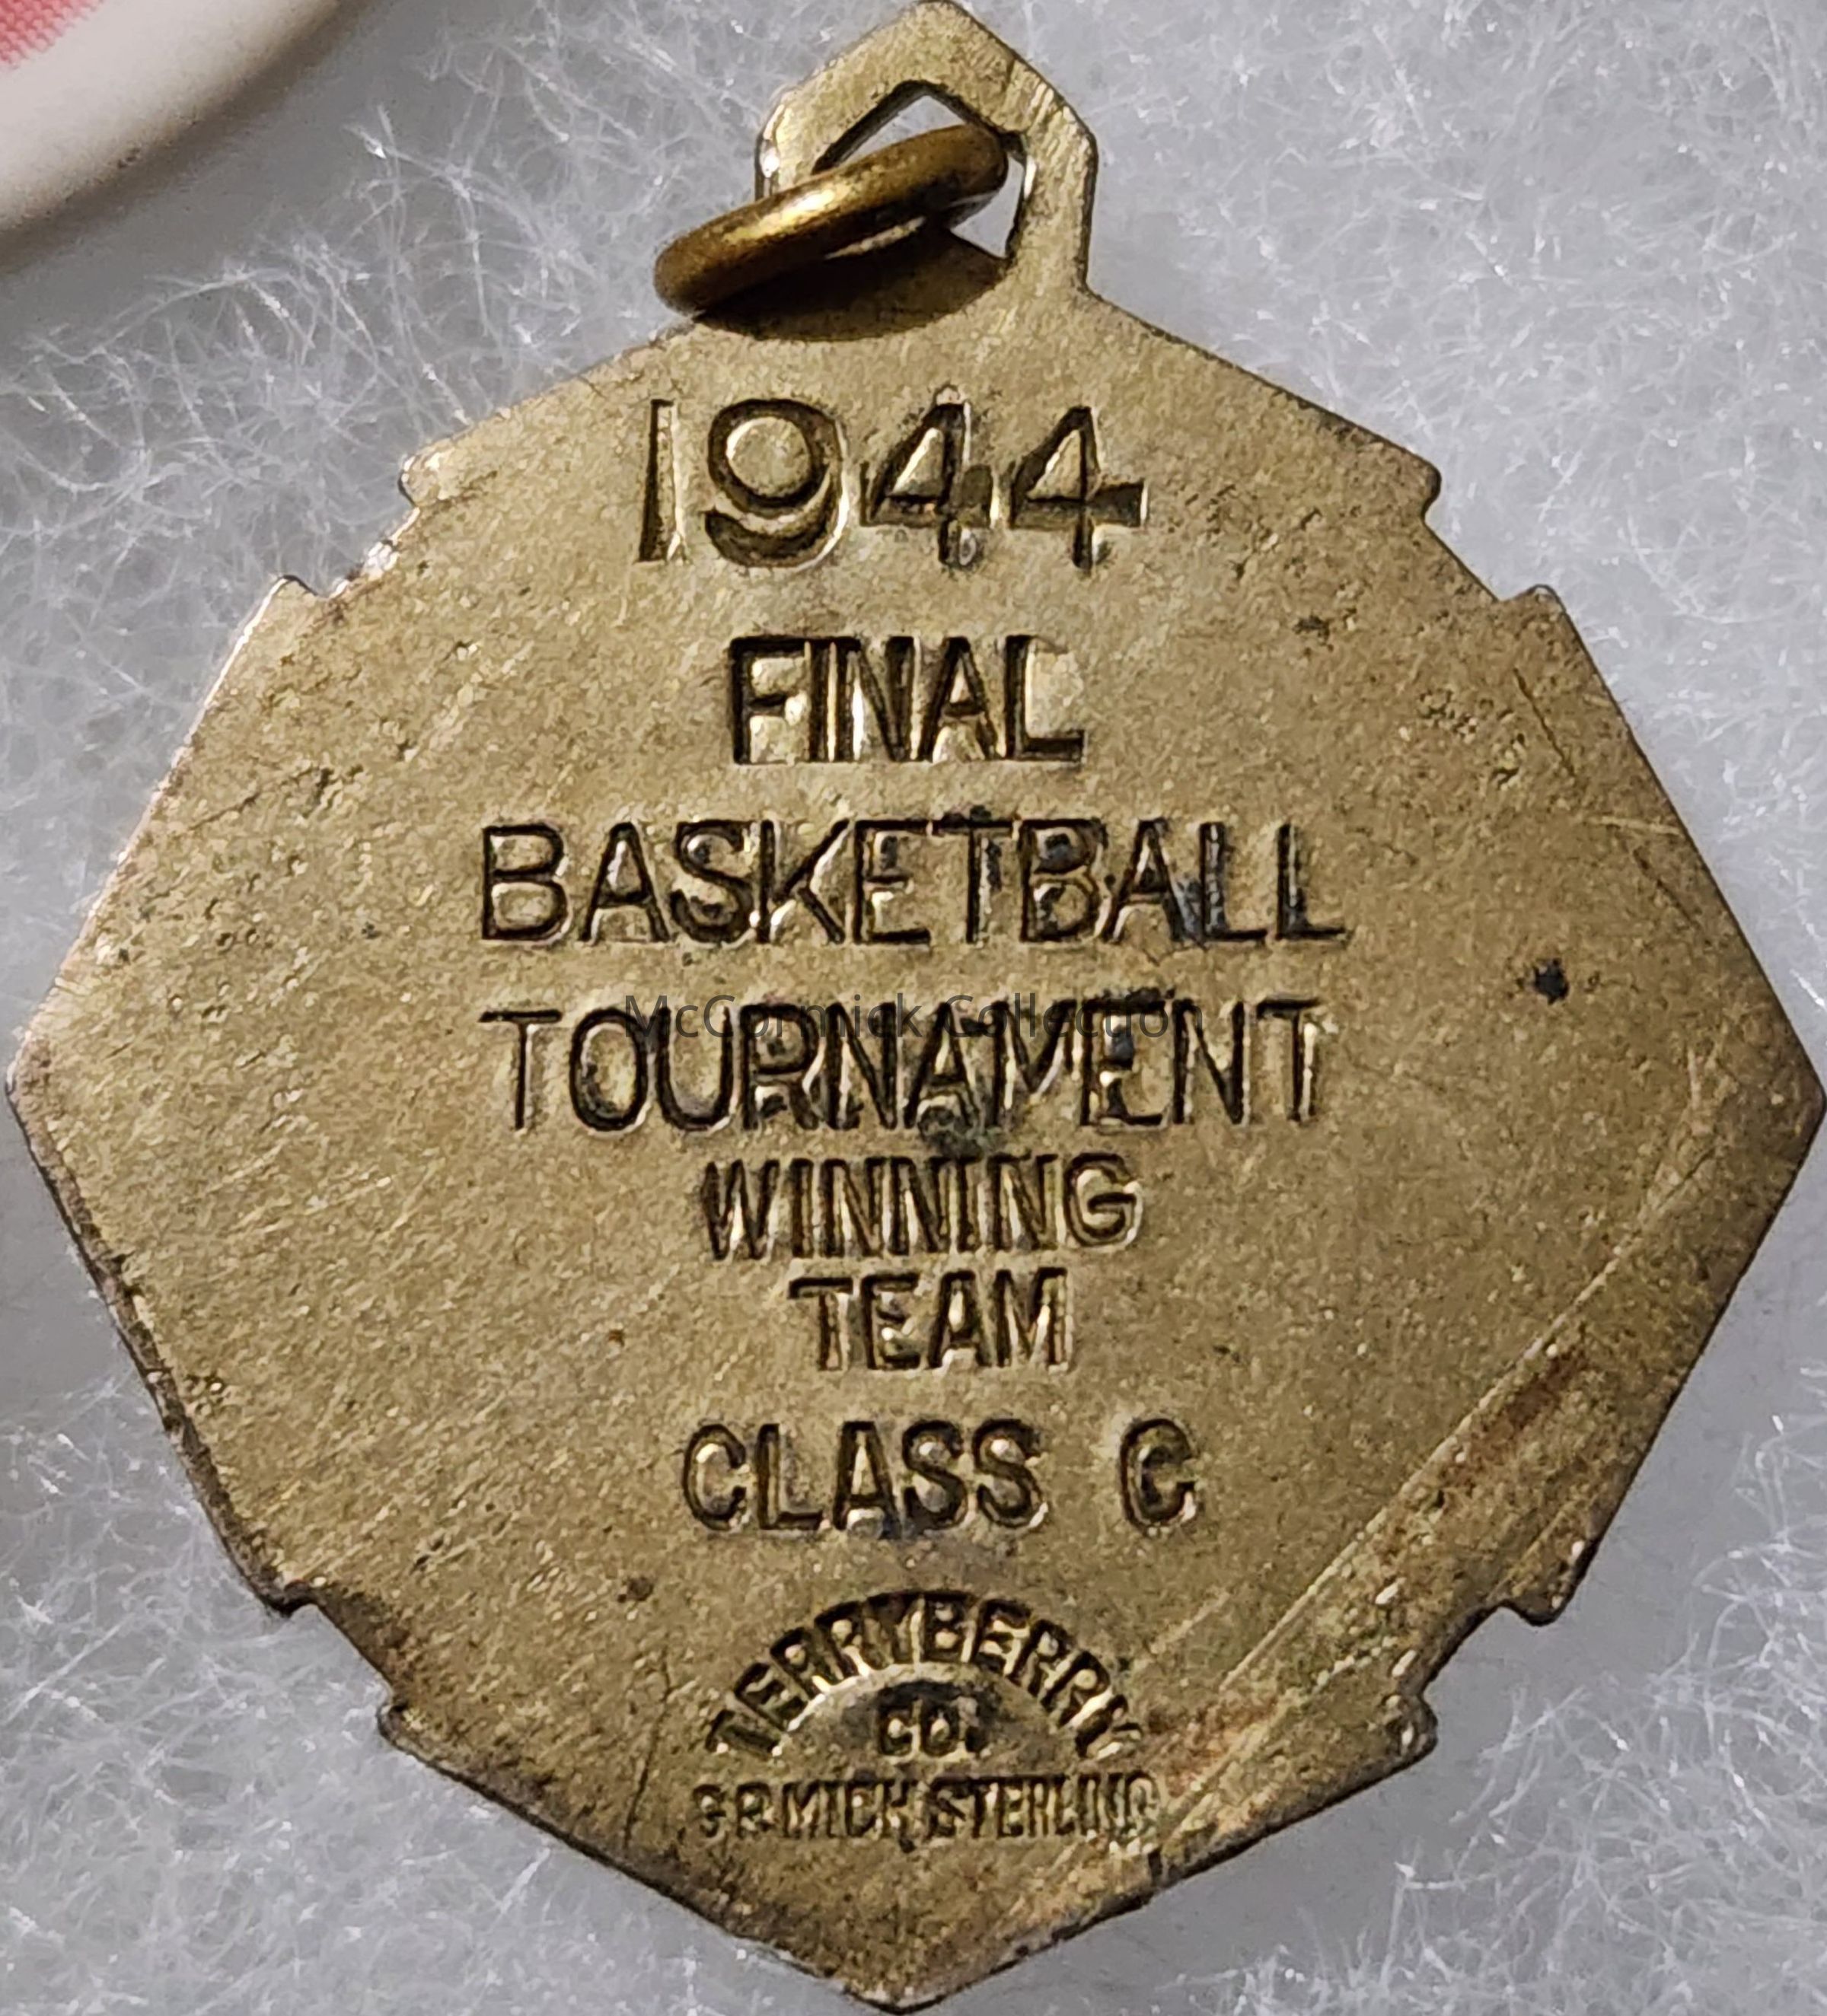 1944
FINAL
BASKETBALL
TOURNAMENT
McCormick Collection
WINNING
TEAM
CLASS C
TERRYBERRY
CO.
G R MICH STERLING